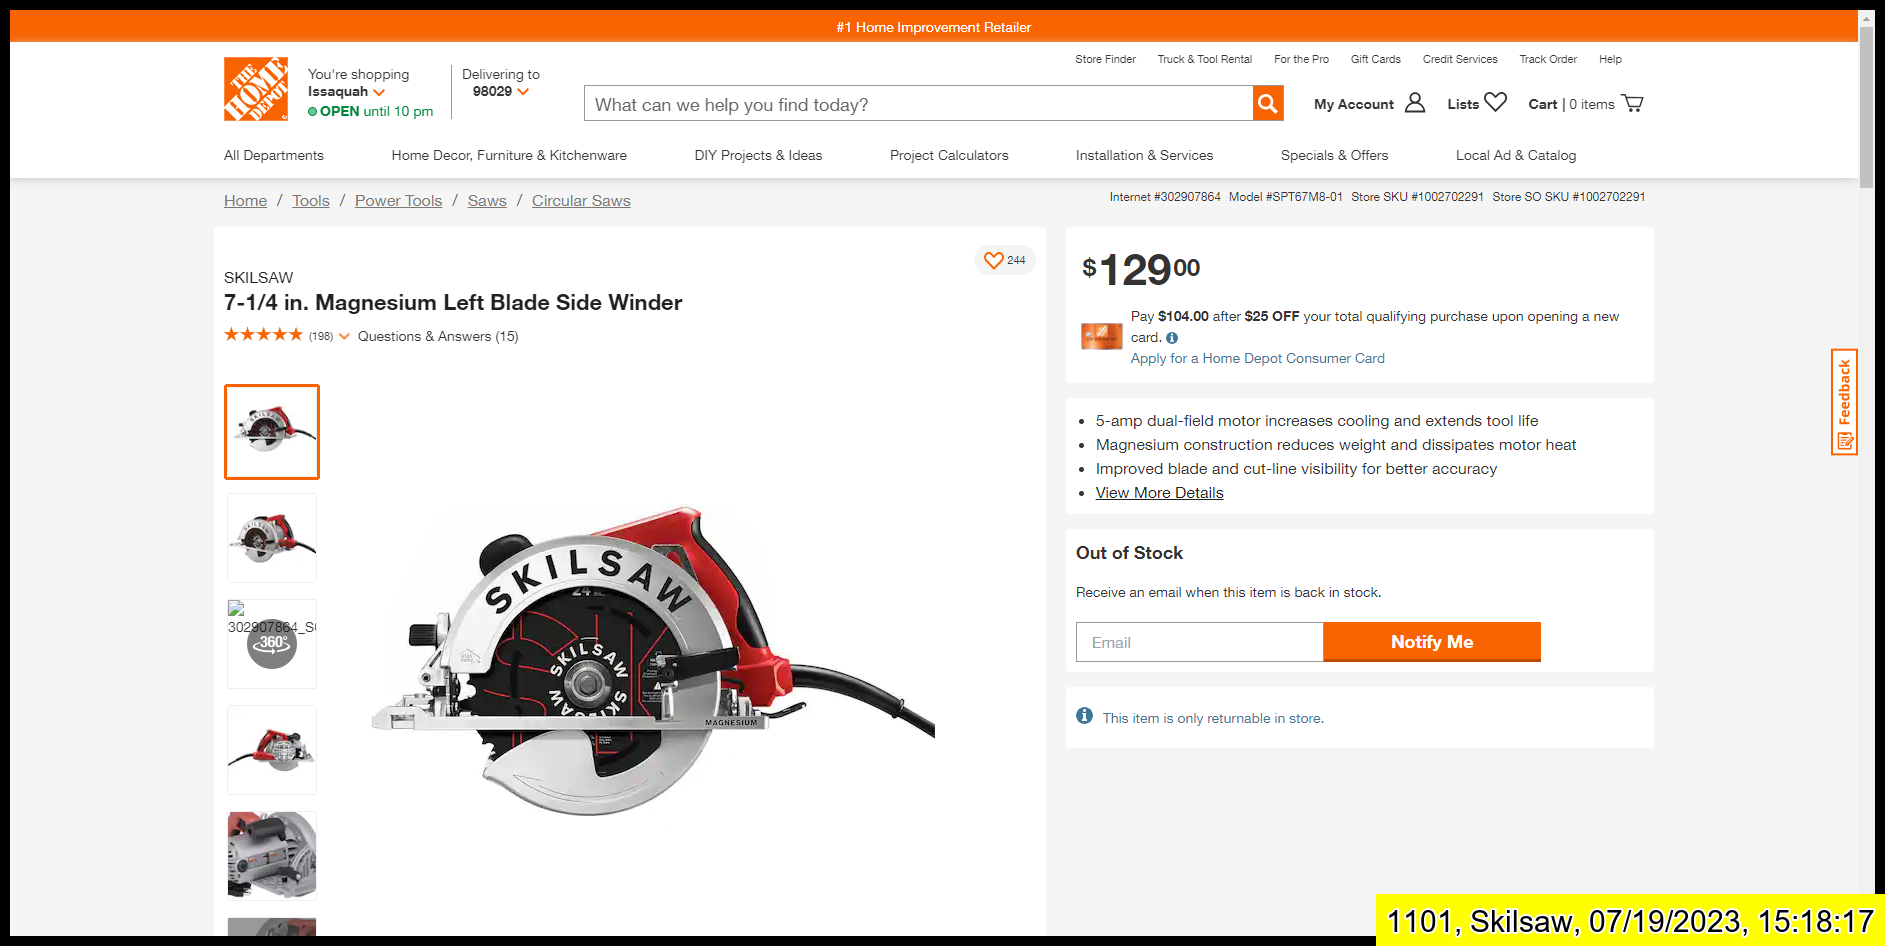 #1 Home Improvement Retailer
Store Finder Truck & Tool Rental For the Pro Gift Cards Credit Services Track Order Help
THE HOME DEPOT
You're shopping
Issaquah
OPEN until 10 pm
Delivering to
98029
What can we help you find today?
My Account Lists Cart | 0 items
All Departments Home Decor, Furniture & Kitchenware DIY Projects & Ideas Project Calculators Installation & Services Specials & Offers Local Ad & Catalog
Home / Tools / Power Tools / Saws / Circular Saws
Internet #302907864 Model #SPT67M8-01 Store SKU #1002702291 Store SO SKU #1002702291
244
SKILSAW
7-1/4 in. Magnesium Left Blade Side Winder
(198) Questions & Answers (15)
SKILSAW
SKILSAW
302907864_S
360°
SKILSAW
24
SKILSAW
SKILSAW
MAGNESIUM
$129 00
Pay $104.00 after $25 OFF your total qualifying purchase upon opening a new
card.
Apply for a Home Depot Consumer Card
• 5-amp dual-field motor increases cooling and extends tool life
• Magnesium construction reduces weight and dissipates motor heat
• Improved blade and cut-line visibility for better accuracy
• View More Details
Out of Stock
Receive an email when this item is back in stock.
Email
Notify Me
This item is only returnable in store.
Feedback
1101, Skilsaw, 07/19/2023, 15:18:17